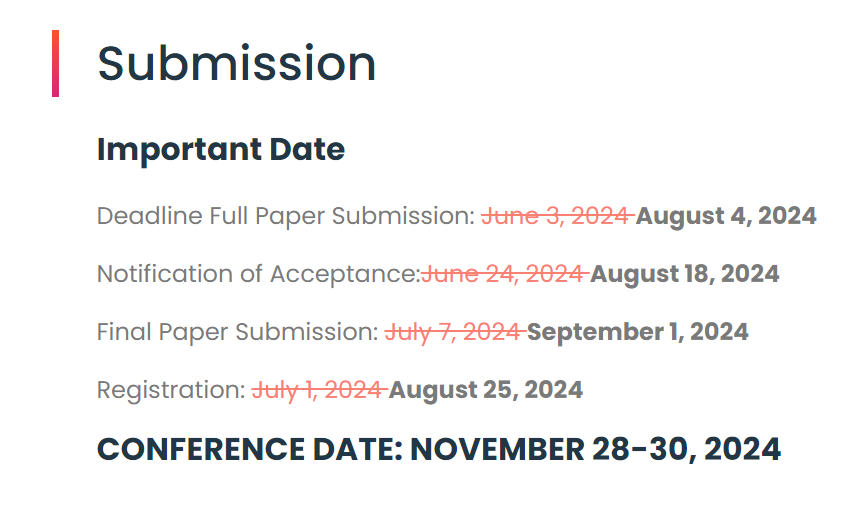 Submission
Important Date
Deadline Full Paper Submission: June 3, 2024 August 4, 2024
Notification of Acceptance:June 24, 2024 August 18, 2024
Final Paper Submission: July 7, 2024 September 1, 2024
Registration: July 1, 2024 August 25, 2024
CONFERENCE DATE: NOVEMBER 28-30, 2024